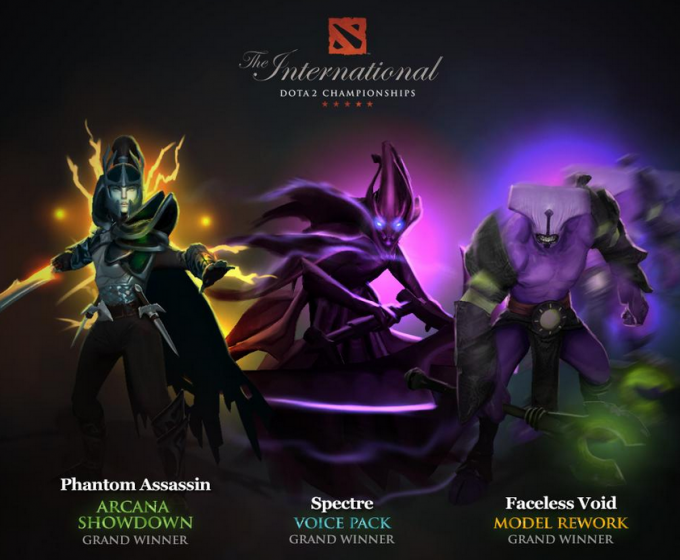 The International
DOTA 2 CHAMPIONSHIPS
Phantom Assassin
ARCANA
SHOWDOWN
GRAND WINNER
Spectre
VOICE PACK
GRAND WINNER
Faceless Void
MODEL REWORK
GRAND WINNER